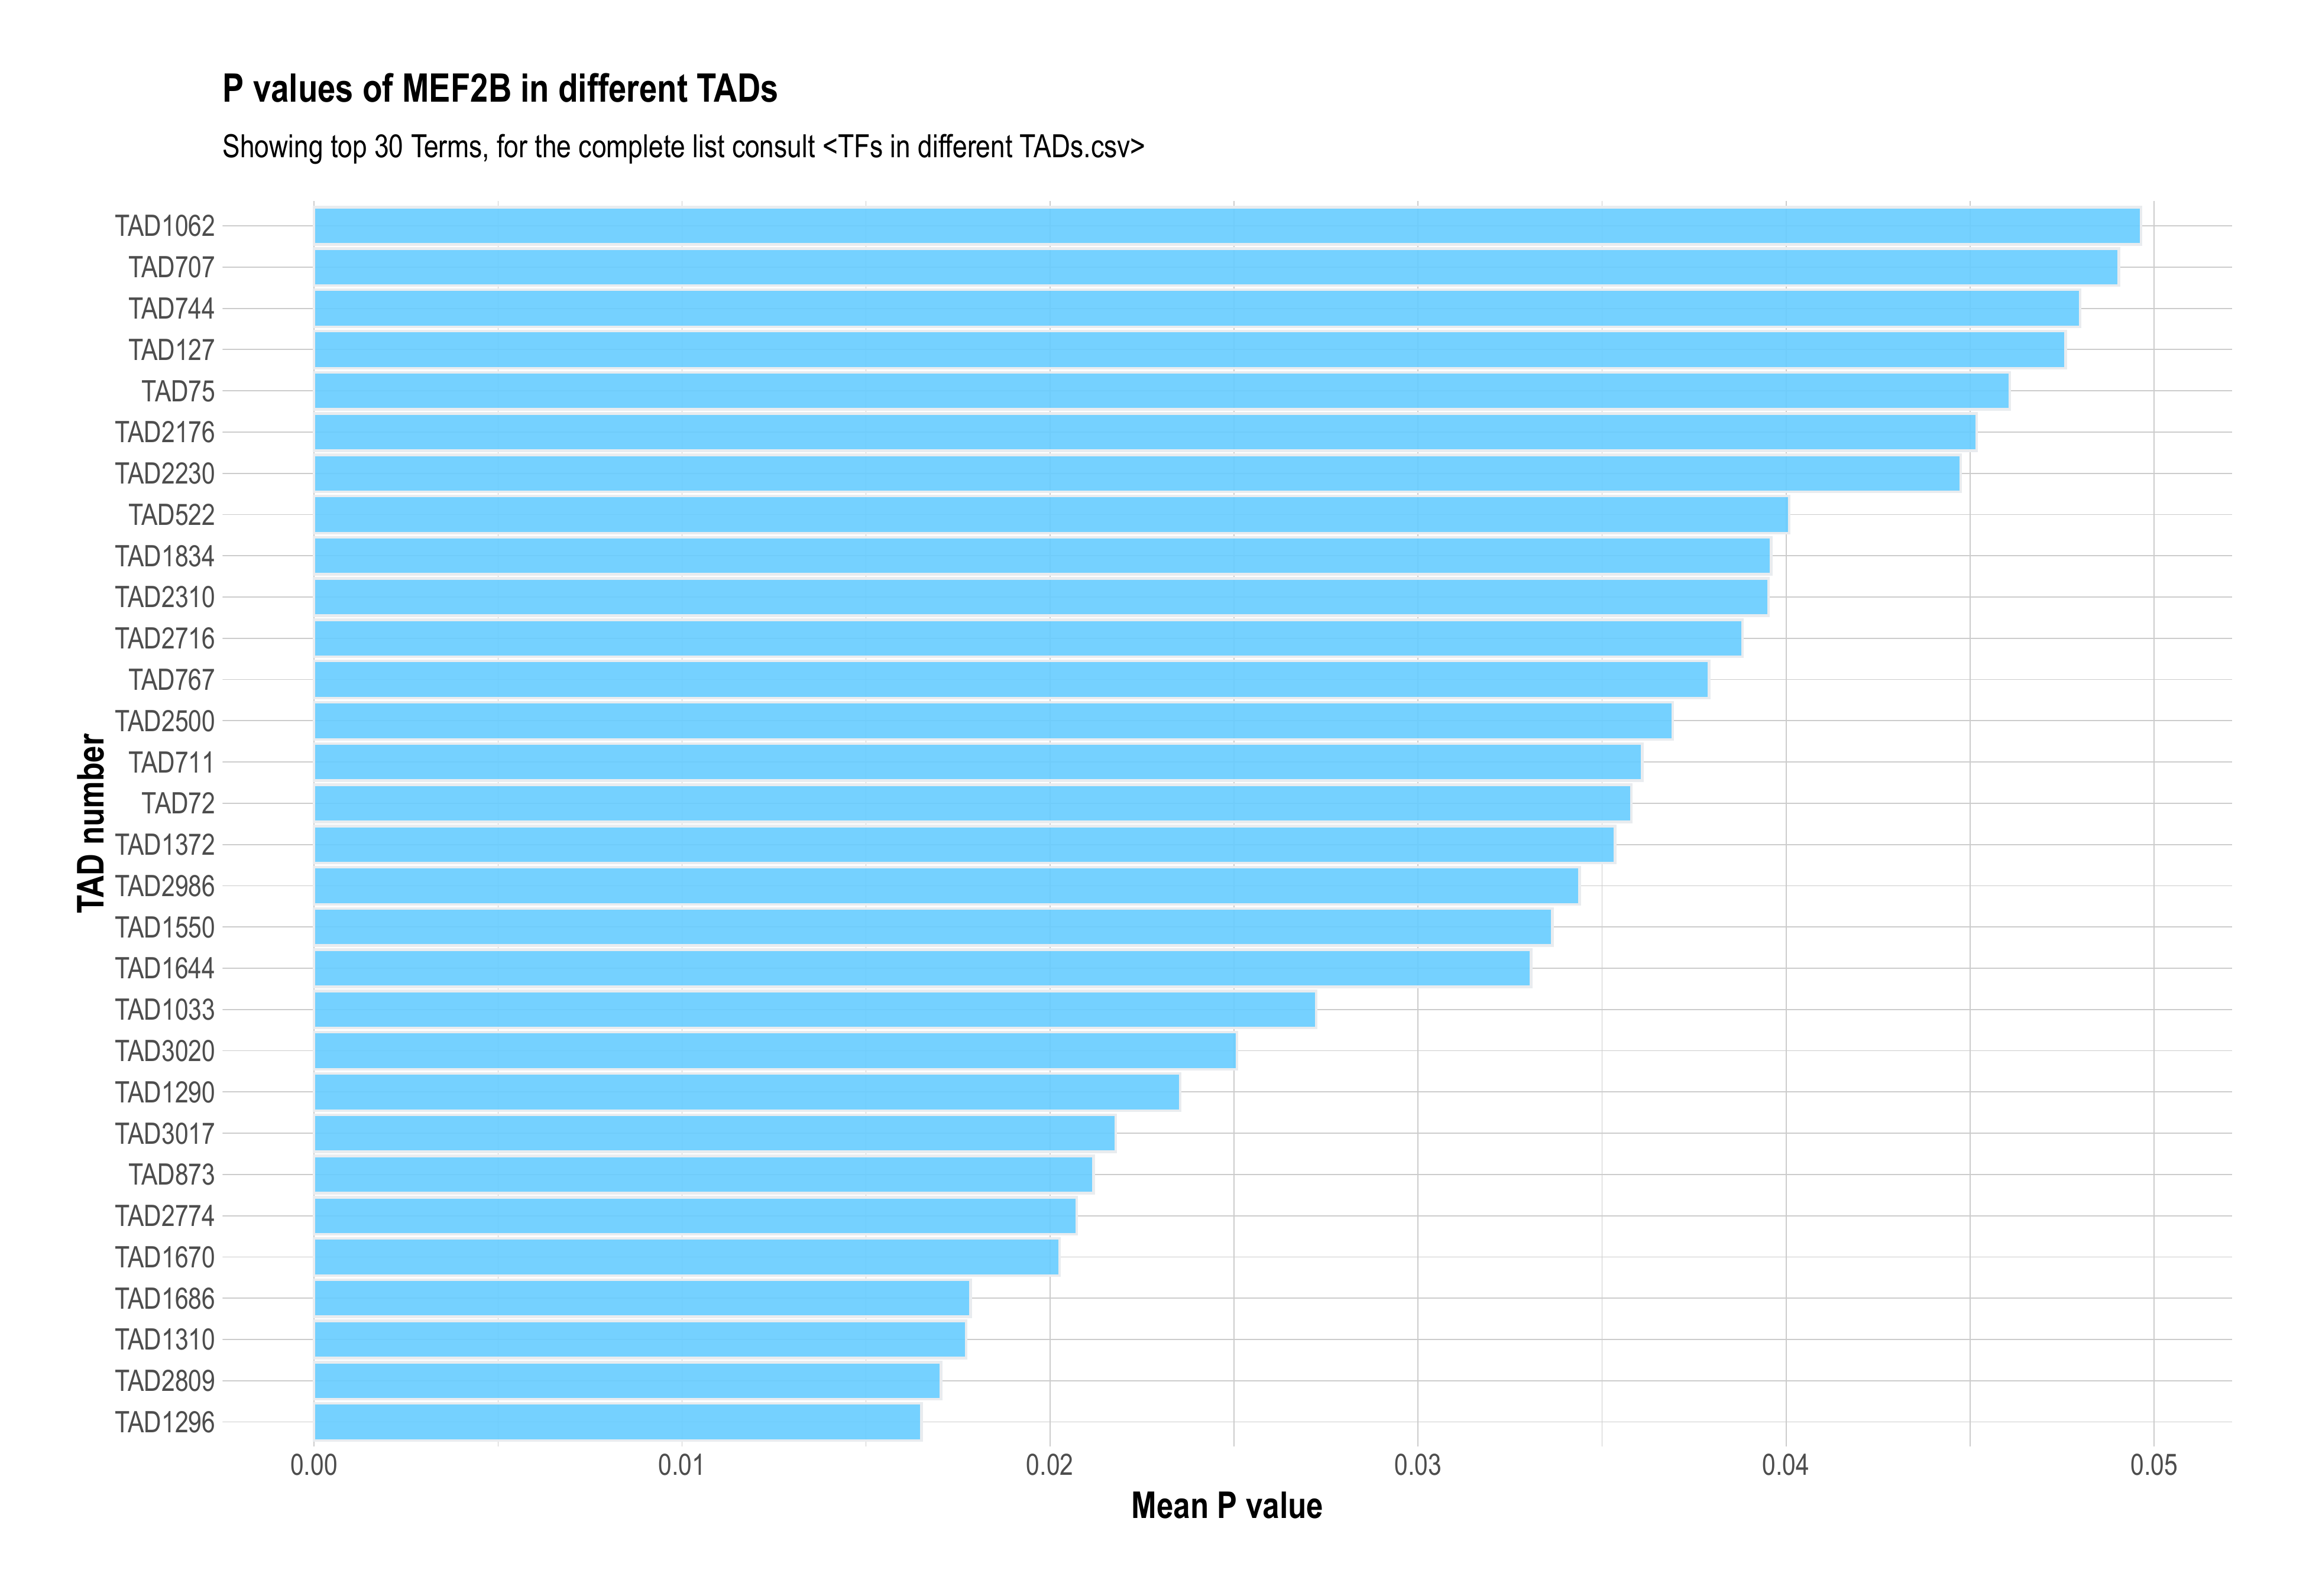 P values of MEF2B in different TADs
Showing top 30 Terms, for the complete list consult <TFs in different TADs.csv>
TAD number
TAD1062
TAD707
TAD744
TAD127
TAD75
TAD2176
TAD2230
TAD522
TAD1834
TAD2310
TAD2716
TAD767
TAD2500
TAD711
TAD72
TAD1372
TAD2986
TAD1550
TAD1644
TAD1033
TAD3020
TAD1290
TAD3017
TAD873
TAD2774
TAD1670
TAD1686
TAD1310
TAD2809
TAD1296
0.00 0.01 0.02 0.03 0.04 0.05
Mean P value